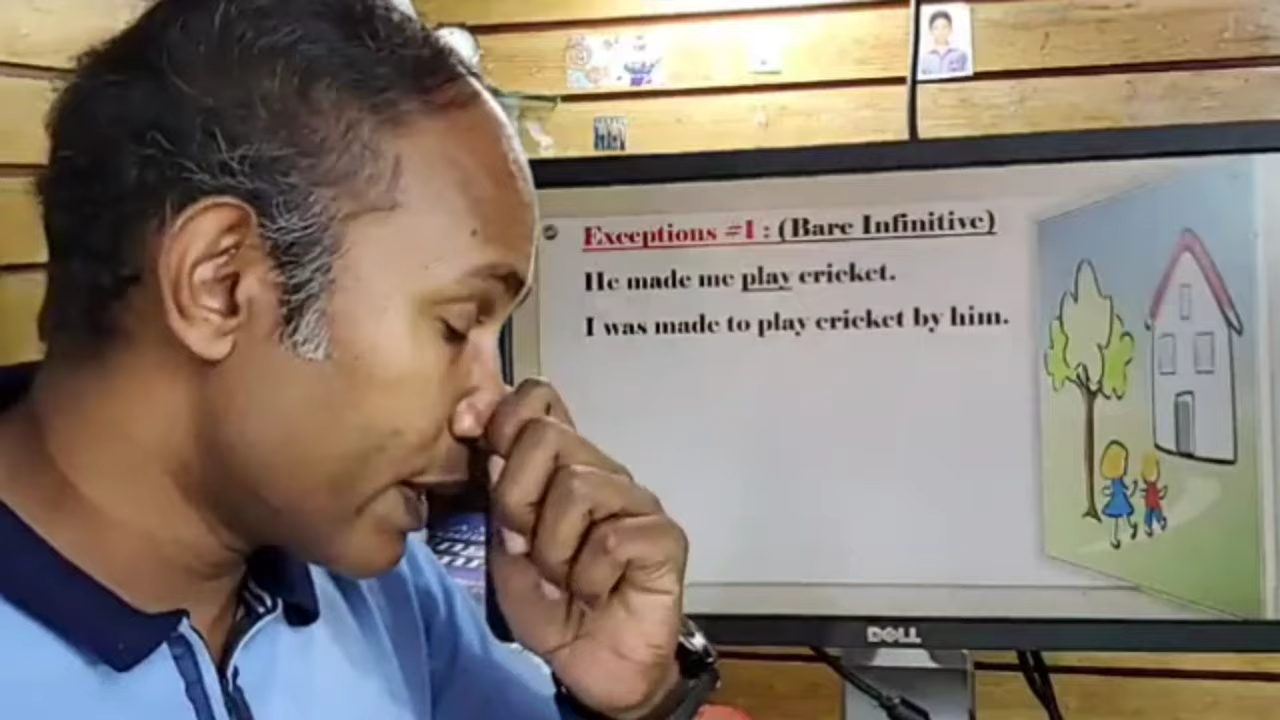 Exceptions #1 : (Bare Infinitive)
He made me play cricket.
I was made to play cricket by him.
DELL